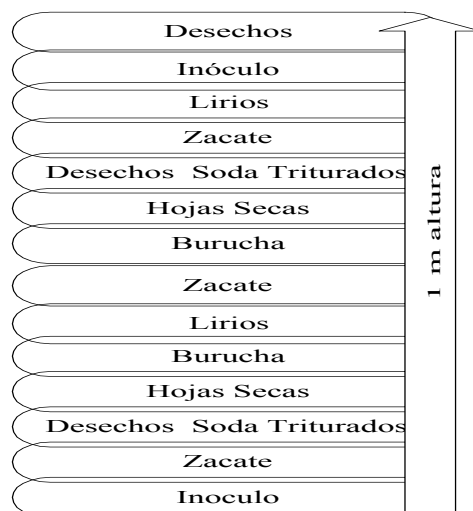 Desechos
Inóculo
Lirios
Zacate
Desechos Soda Triturados
Hojas Secas
Burucha
Zacate
Lirios
Burucha
Hojas Secas
Desechos Soda Triturados
Zacate
Inoculo
1 m altura